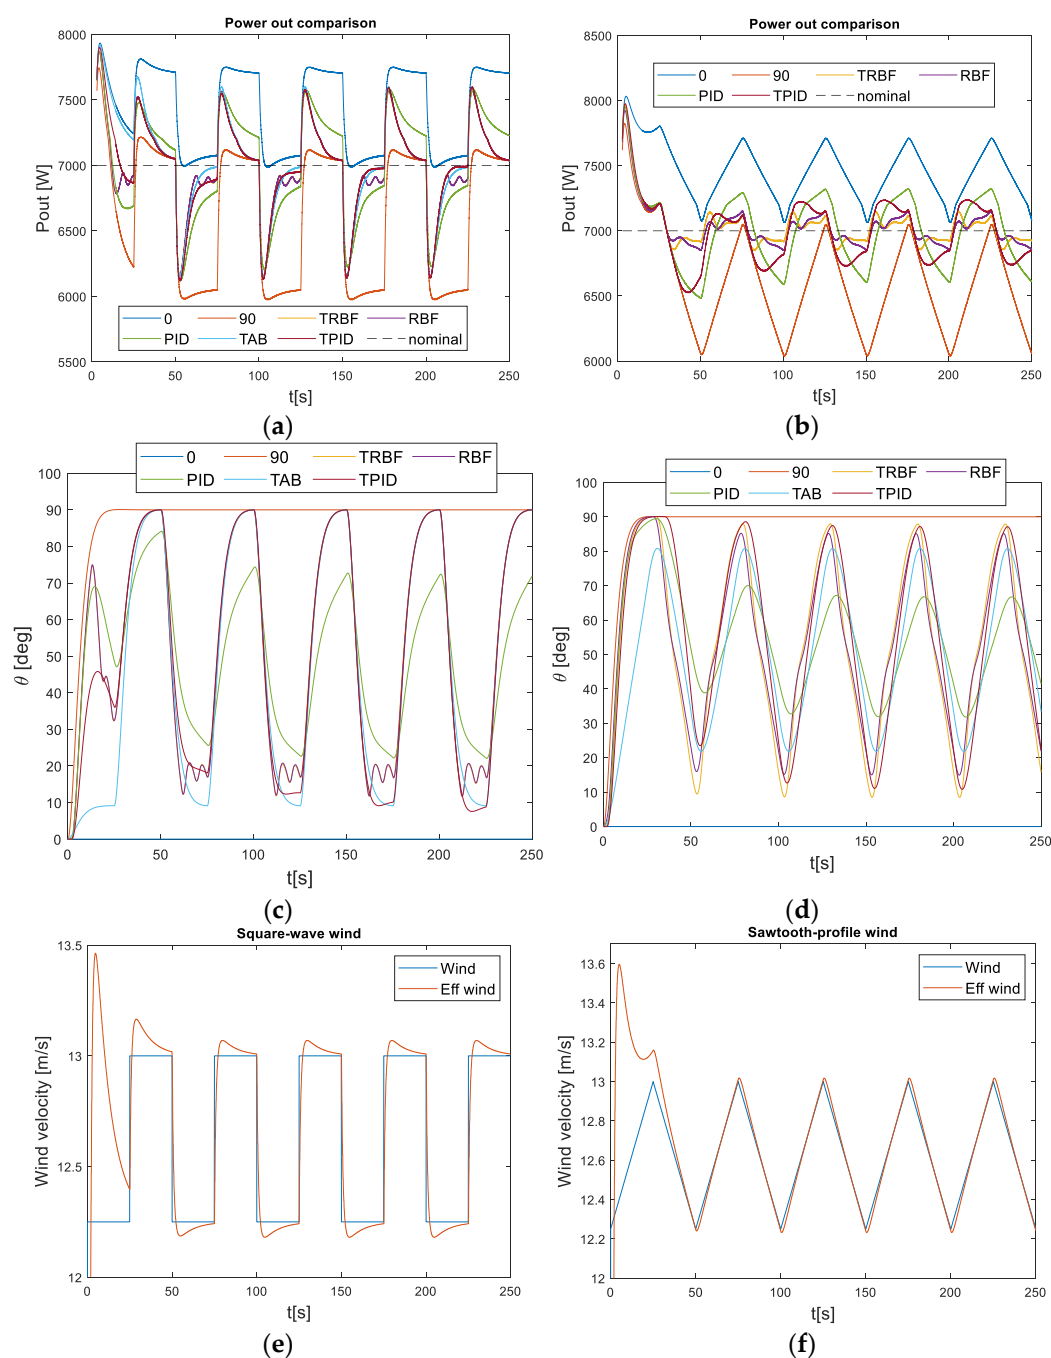 Power out comparison
8000
7500
7000
6500
6000
5500
Pout [W]
0 90 TRBF RBF
PID TAB TPID nominal
0 50 100 150 200 250
t[s]
(a)
Power out comparison
8500
8000
7500
7000
6500
6000
Pout [W]
0 90 TRBF RBF
PID TPID nominal
0 50 100 150 200 250
t[s]
(b)
0 90 TRBF RBF
PID TAB TPID
100
90
80
70
60
50
40
30
20
10
0
θ [deg]
0 50 100 150 200 250
t[s]
(c)
0 90 TRBF RBF
PID TAB TPID
100
90
80
70
60
50
40
30
20
10
0
θ [deg]
0 50 100 150 200 250
t[s]
(d)
Square-wave wind
13.5
13
12.5
12
Wind velocity [m/s]
Wind
Eff wind
0 50 100 150 200 250
t[s]
(e)
Sawtooth-profile wind
13.6
13.4
13.2
13
12.8
12.6
12.4
12.2
12
Wind velocity [m/s]
Wind
Eff wind
0 50 100 150 200 250
t[s]
(f)